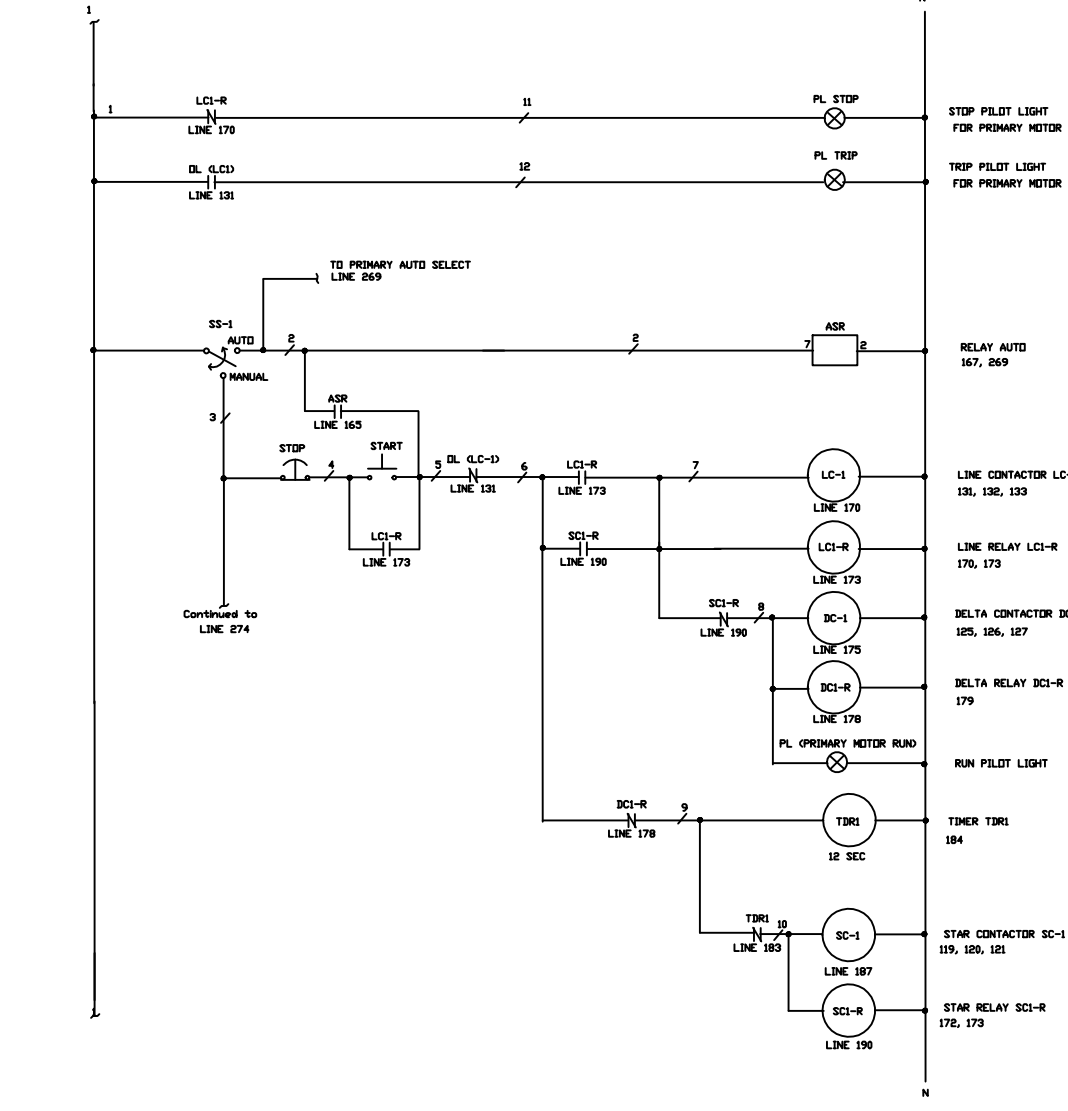 1
1
LC1-R
LINE 170
11
PL STOP
STOP PILOT LIGHT
FOR PRIMARY MOTOR
OL (LC1)
LINE 131
12
PL TRIP
TRIP PILOT LIGHT
FOR PRIMARY MOTOR
TO PRIMARY AUTO SELECT
LINE 269
SS-1
AUTO
MANUAL
2
2
ASR
7
2
RELAY AUTO
167, 269
3
ASR
LINE 165
STOP
4
START
5
OL (LC-1)
LINE 131
6
LC1-R
LINE 173
7
LC-1
LINE 170
LINE CONTACTOR LC-
131, 132, 133
LC1-R
LINE 173
SC1-R
LINE 190
LC1-R
LINE 173
LINE RELAY LC1-R
170, 173
Continued to
LINE 274
SC1-R
LINE 190
8
DC-1
LINE 175
DELTA CONTACTOR DC
125, 126, 127
DC1-R
LINE 178
DELTA RELAY DC1-R
179
PL (PRIMARY MOTOR RUN)
RUN PILOT LIGHT
DC1-R
LINE 178
9
TDR1
12 SEC
TIMER TDR1
184
TDR1
LINE 183
10
SC-1
LINE 187
STAR CONTACTOR SC-1
119, 120, 121
SC1-R
LINE 190
STAR RELAY SC1-R
172, 173
N